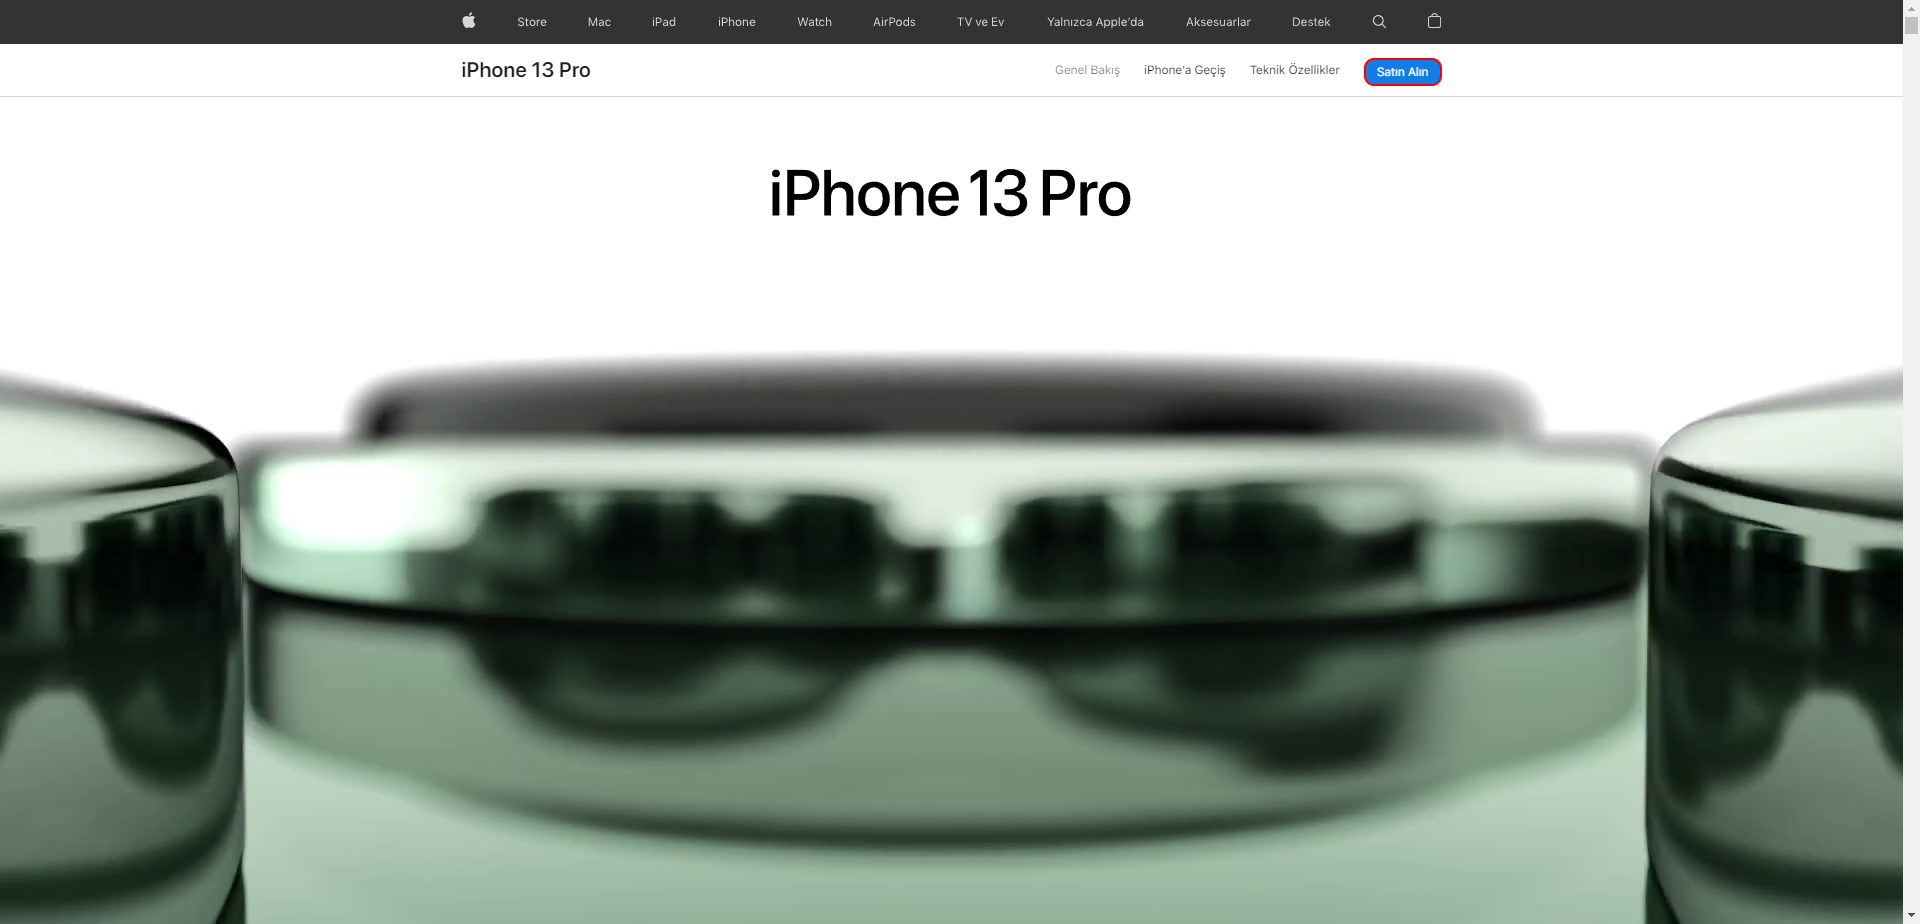 Store Mac iPad iPhone Watch AirPods TV ve Ev Yalnızca Apple'da Aksesuarlar Destek
iPhone 13 Pro Genel Bakış iPhone'a Geçiş Teknik Özellikler Satın Alın
iPhone 13 Pro